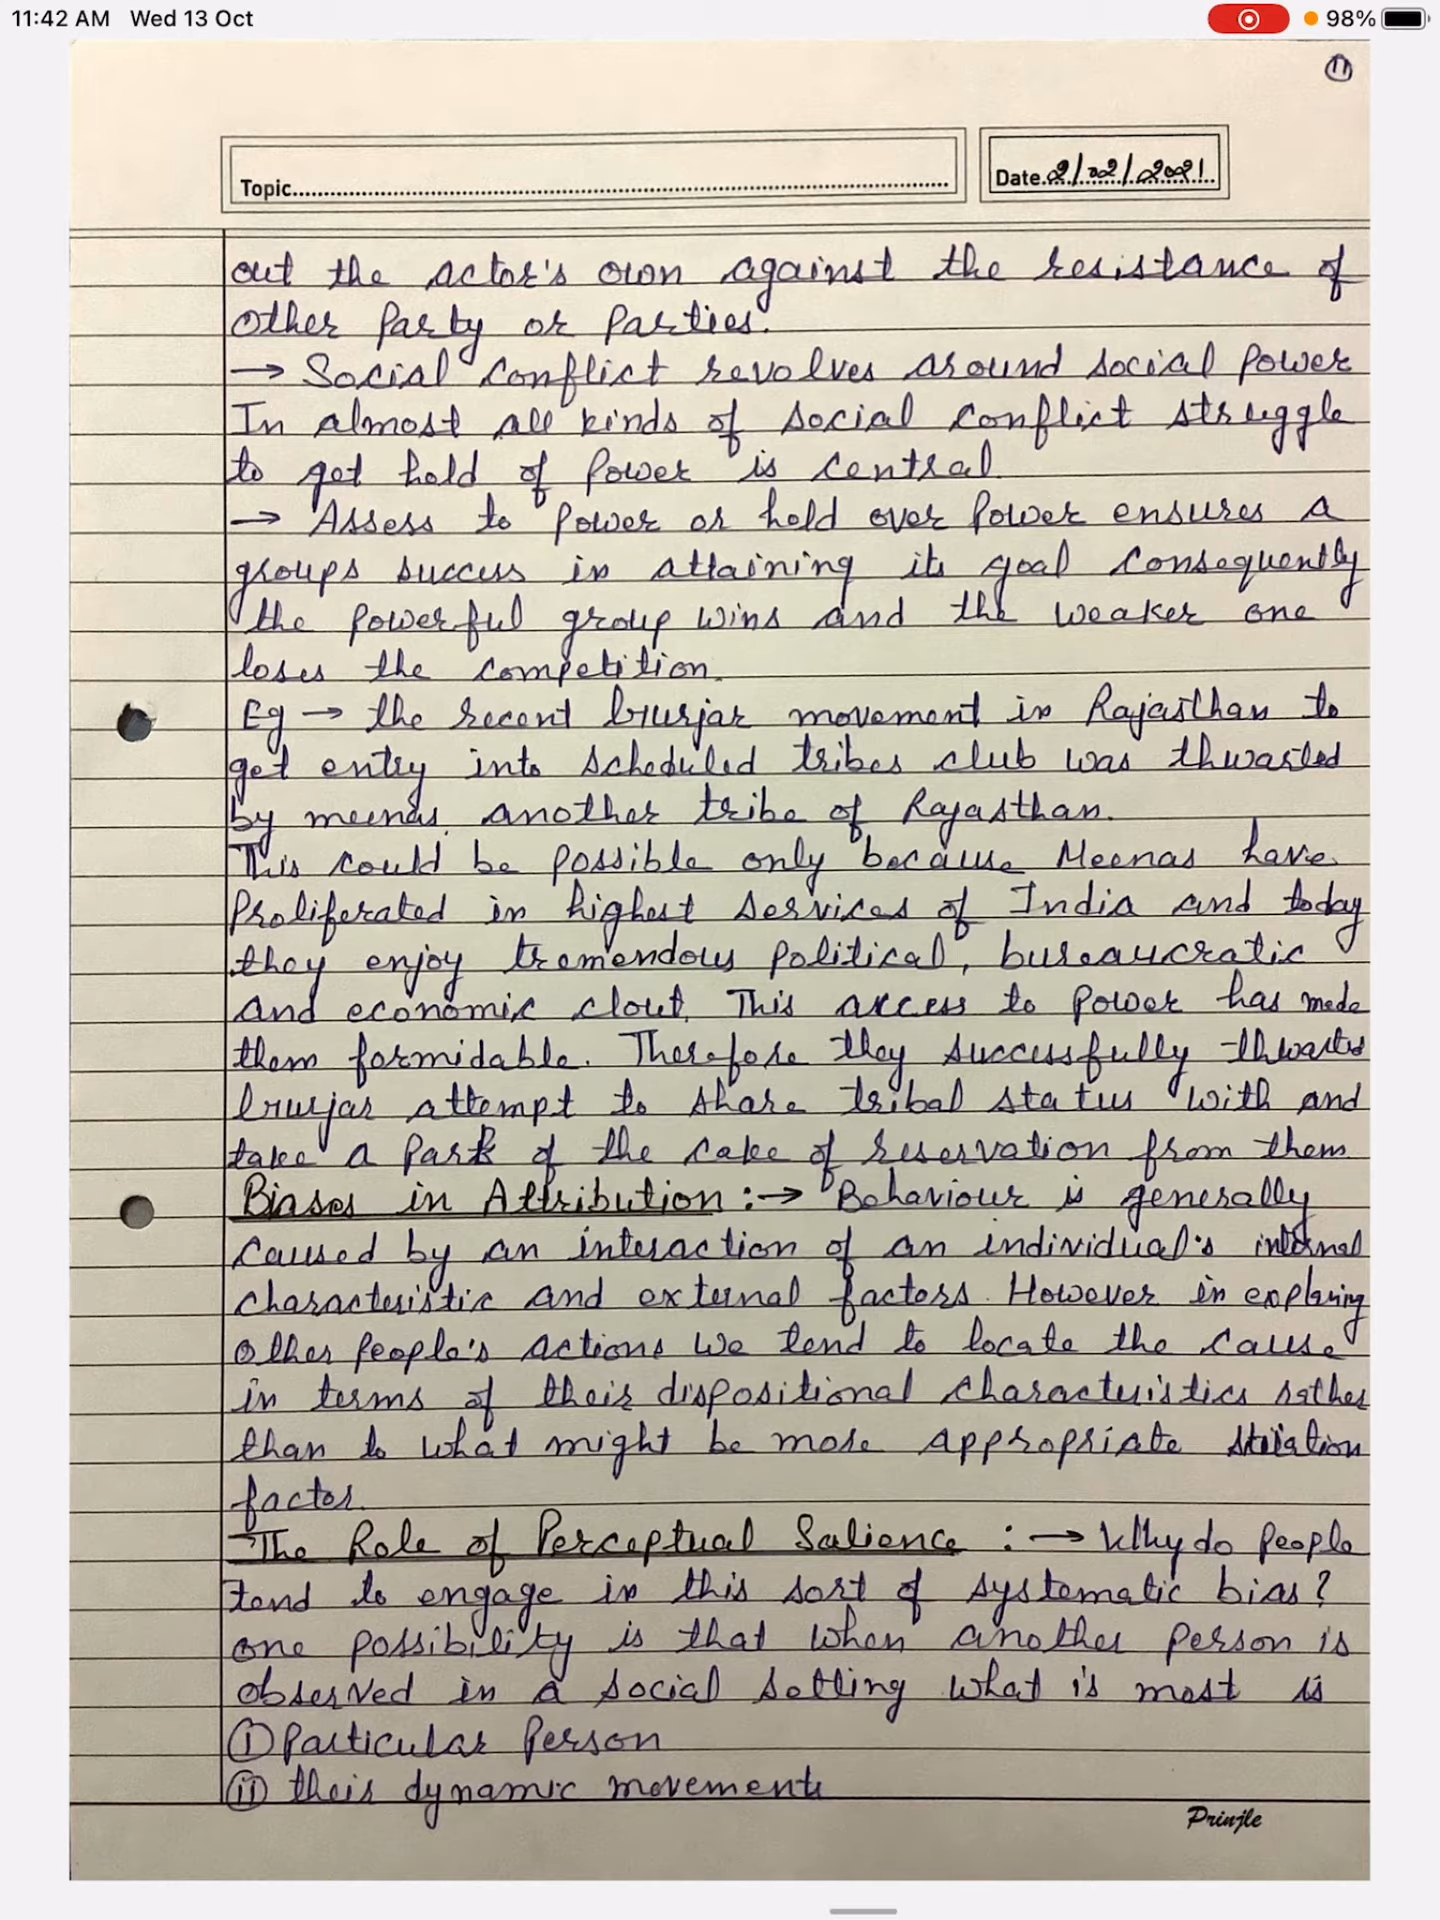 11:42 AM Wed 13 Oct 98%
11
Topic
Date 2/02/2021
out the actor's own against the resistance of
other Party or Parties.
→ Social conflict revolves around social power
In almost all kinds of social conflict struggle
to get hold of Power is central
→ Assess to Power or hold over Power ensures a
groups success in attaining its goal Consequently
the powerful group wins and the weaker one
loses the competition.
Eg → the recent Gurjar movement in Rajasthan to
get entry into scheduled tribes club was thwarted
by meenas another tribe of Rajasthan.
This could be possible only because Meenas have
Proliferated in highest services of India and today
they enjoy tremendous political, bureaucratic
and economic clout. This access to Power has made
them formidable. Therefore they successfully thwarted
Gurjar attempt to share tribal status with and
take a Part of the cake of reservation from them
Biases in Attribution :→ Behaviour is generally
caused by an interaction of an individual's internal
characteristic and external factors. However in explaning
other People's actions we tend to locate the cause
in terms of their dispositional characteristics rather
than to what might be more appropriate
factor.
The Role of Perceptual Salience :→ Why do People
tend to engage in this sort of systematic bias?
one possibility is that when another person is
observed in a social setting what is most is
(i) Particular Person
(ii) their dynamic movements
Prinjle